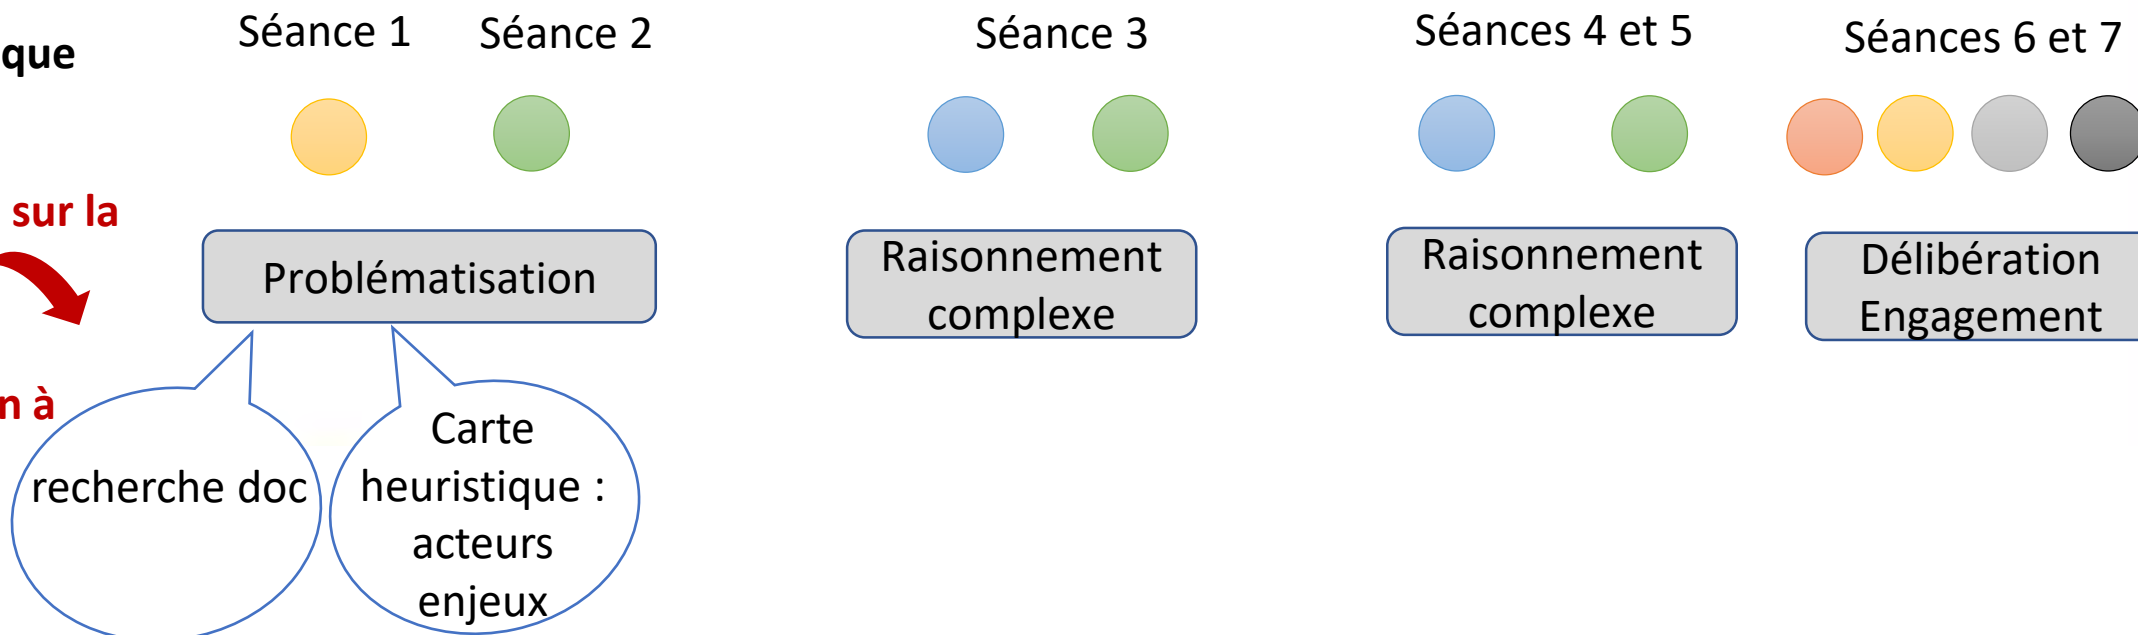 Séance 1
Séance 2
Séance 3
Séances 4 et 5
Séances 6 et 7
que
sur la
n à
Problématisation
Raisonnement
complexe
Raisonnement
complexe
Délibération
Engagement
recherche doc
Carte
heuristique :
acteurs
enjeux